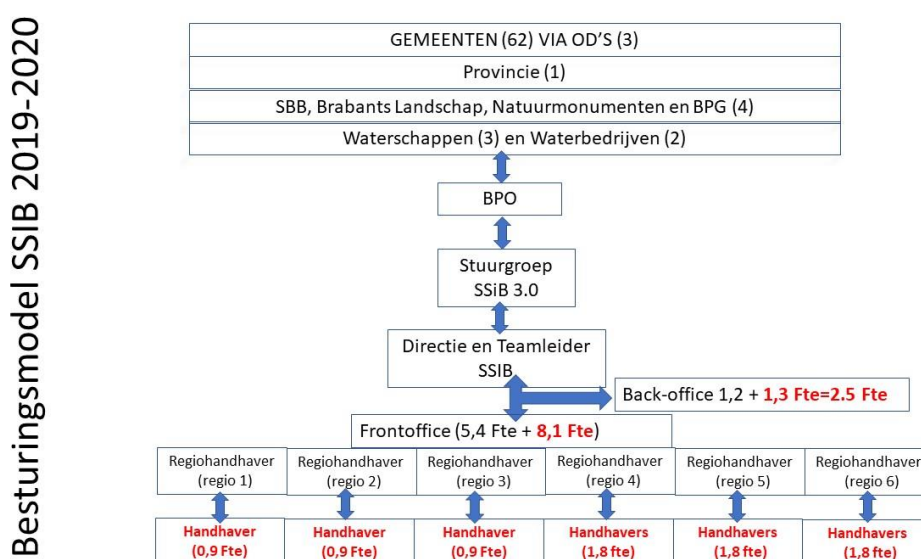 Besturingsmodel SSIB 2019-2020
GEMEENTEN (62) VIA OD'S (3)
Provincie (1)
SBB, Brabants Landschap, Natuurmonumenten en BPG (4)
Waterschappen (3) en Waterbedrijven (2)
BPO
Stuurgroep
SSiB 3.0
Directie en Teamleider
SSIB
Back-office 1,2 + 1,3 Fte=2.5 Fte
Frontoffice (5,4 Fte + 8,1 Fte)
Regiohandhaver
(regio 1)
Regiohandhaver
(regio 2)
Regiohandhaver
(regio 3)
Regiohandhaver
(regio 4)
Regiohandhaver
(regio 5)
Regiohandhaver
(regio 6)
Handhaver
(0,9 Fte)
Handhaver
(0,9 Fte)
Handhaver
(0,9 Fte)
Handhavers
(1,8 fte)
Handhavers
(1,8 fte)
Handhavers
(1,8 fte)